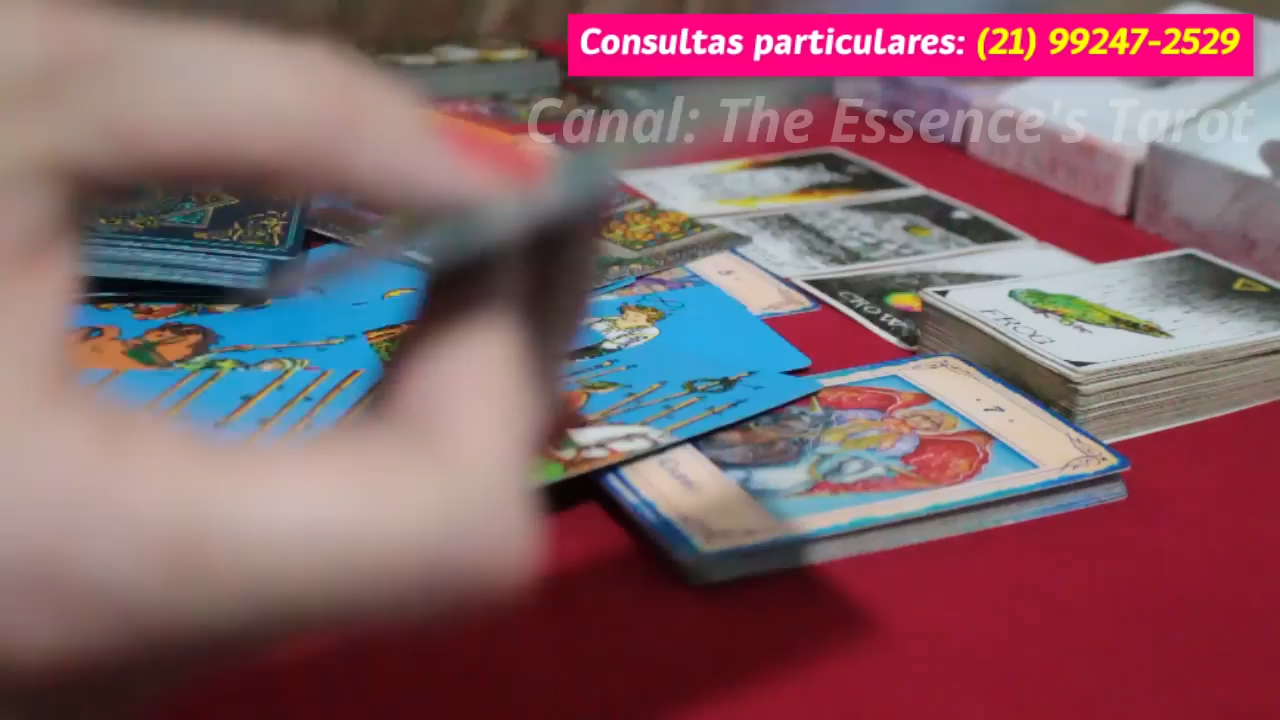 Consultas particulares: (21) 99247-2529
Canal: The Essence's Tarot
CROW
FROG
. 7 .